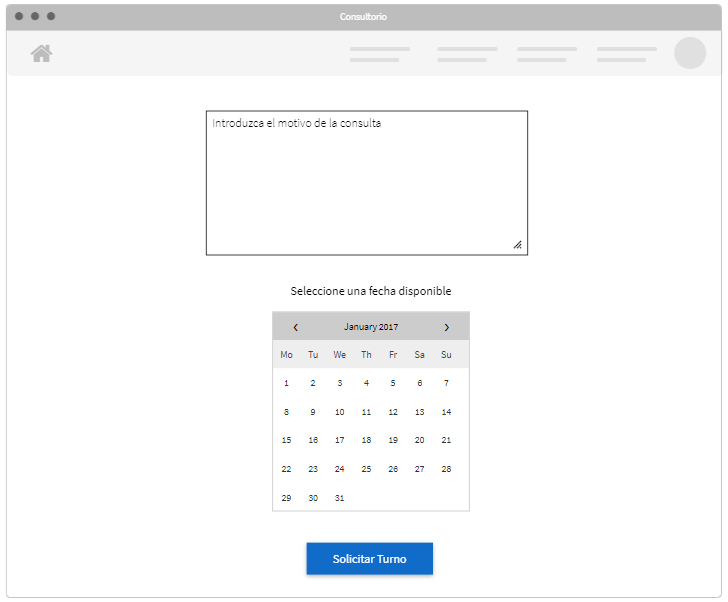 Consultorio
Introduzca el motivo de la consulta
Seleccione una fecha disponible
January 2017
Mo Tu We Th Fr Sa Su
1 2 3 4 5 6 7
8 9 10 11 12 13 14
15 16 17 18 19 20 21
22 23 24 25 26 27 28
29 30 31
Solicitar Turno